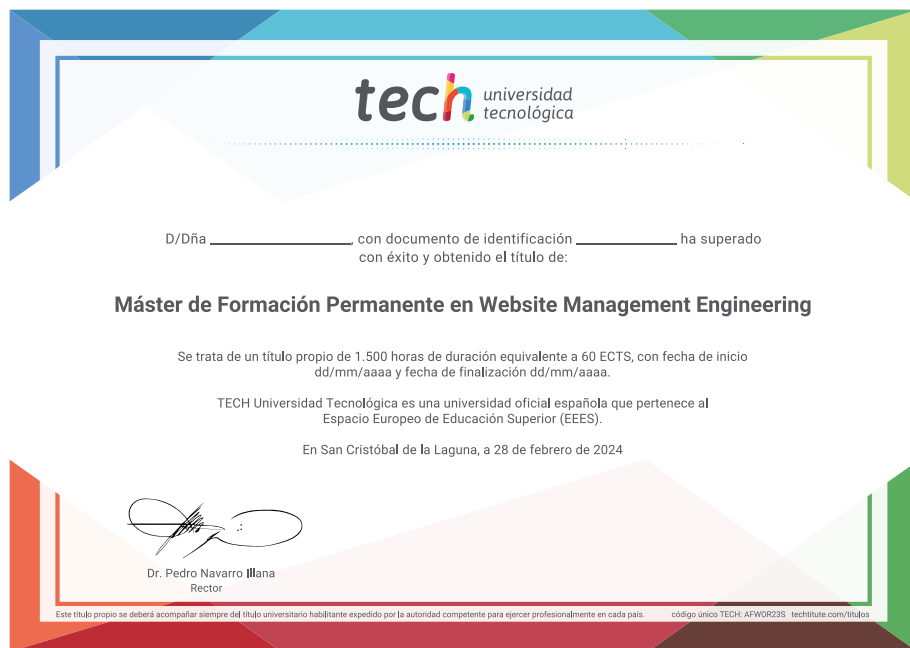 tech universidad
tecnológica
D/Dña ________________, con documento de identificación ____________ ha superado
con éxito y obtenido el título de:
Máster de Formación Permanente en Website Management Engineering
Se trata de un título propio de 1.500 horas de duración equivalente a 60 ECTS, con fecha de inicio
dd/mm/aaaa y fecha de finalización dd/mm/aaaa.
TECH Universidad Tecnológica es una universidad oficial española que pertenece al
Espacio Europeo de Educación Superior (EEES).
En San Cristóbal de la Laguna, a 28 de febrero de 2024
Dr. Pedro Navarro Illana
Rector
Este título propio se deberá acompañar siempre del título universitario habilitante expedido por la autoridad competente para ejercer profesionalmente en cada país. código único TECH: AFWOR23S techtitute.com/titulos